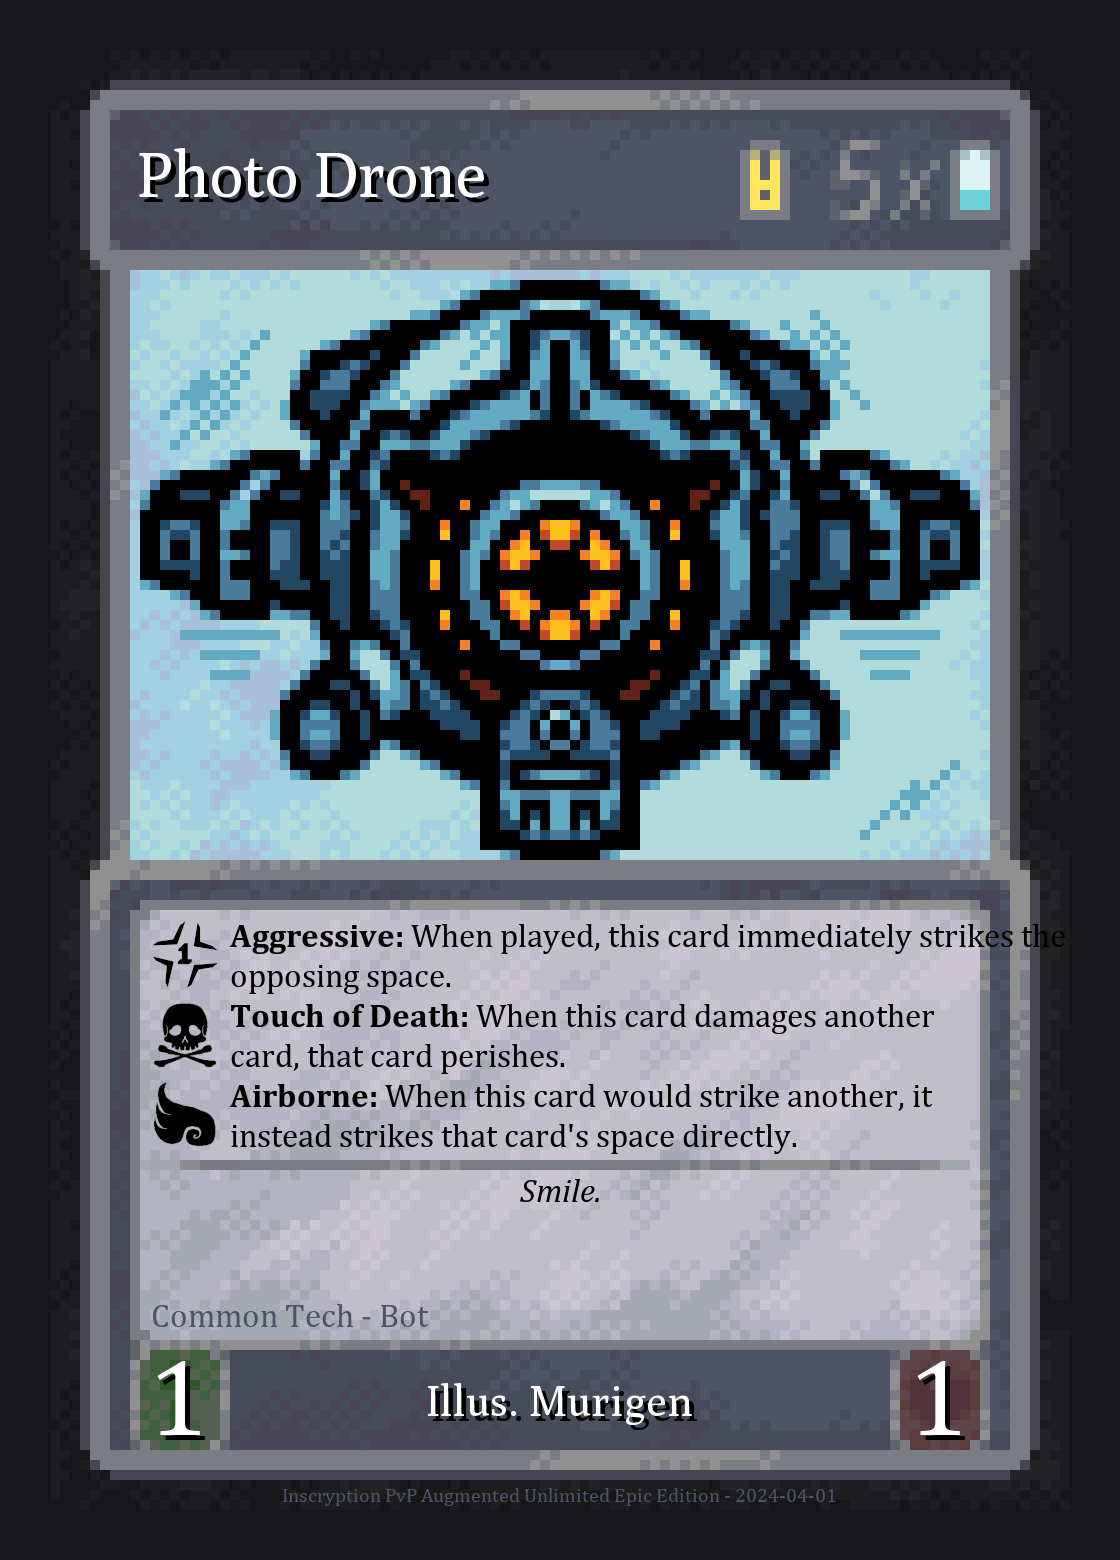 Photo Drone
5x
Aggressive: When played, this card immediately strikes the
opposing space.
Touch of Death: When this card damages another
card, that card perishes.
Airborne: When this card would strike another, it
instead strikes that card's space directly.
Smile.
Common Tech - Bot
1 Illus. Murigen 1
Inscryption PvP Augmented Unlimited Epic Edition - 2024-04-01